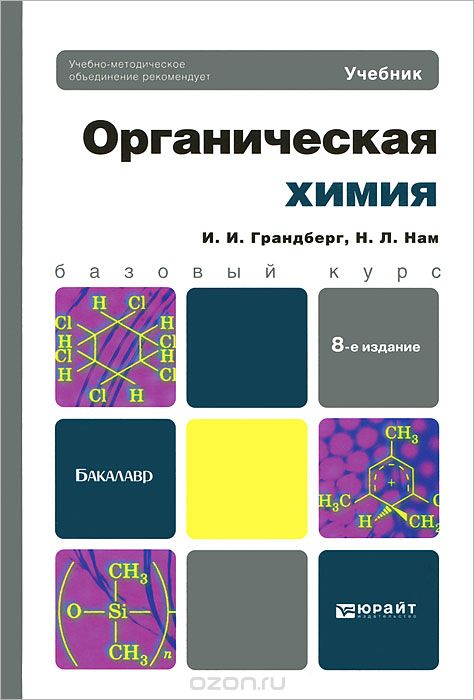 Учебно-методическое
объединение рекомендует
Учебник
Органическая
химия
И. И. Грандберг, Н. Л. Нам
базовый курс
H Cl
Cl H
H Cl
Cl H
H Cl
Cl H
8-е издание
Бакалавр
CH₃
H₃C
C
H CH₂
CH₃
O Si
CH₃
n
ЮРАЙТ
издательство
ozon.ru